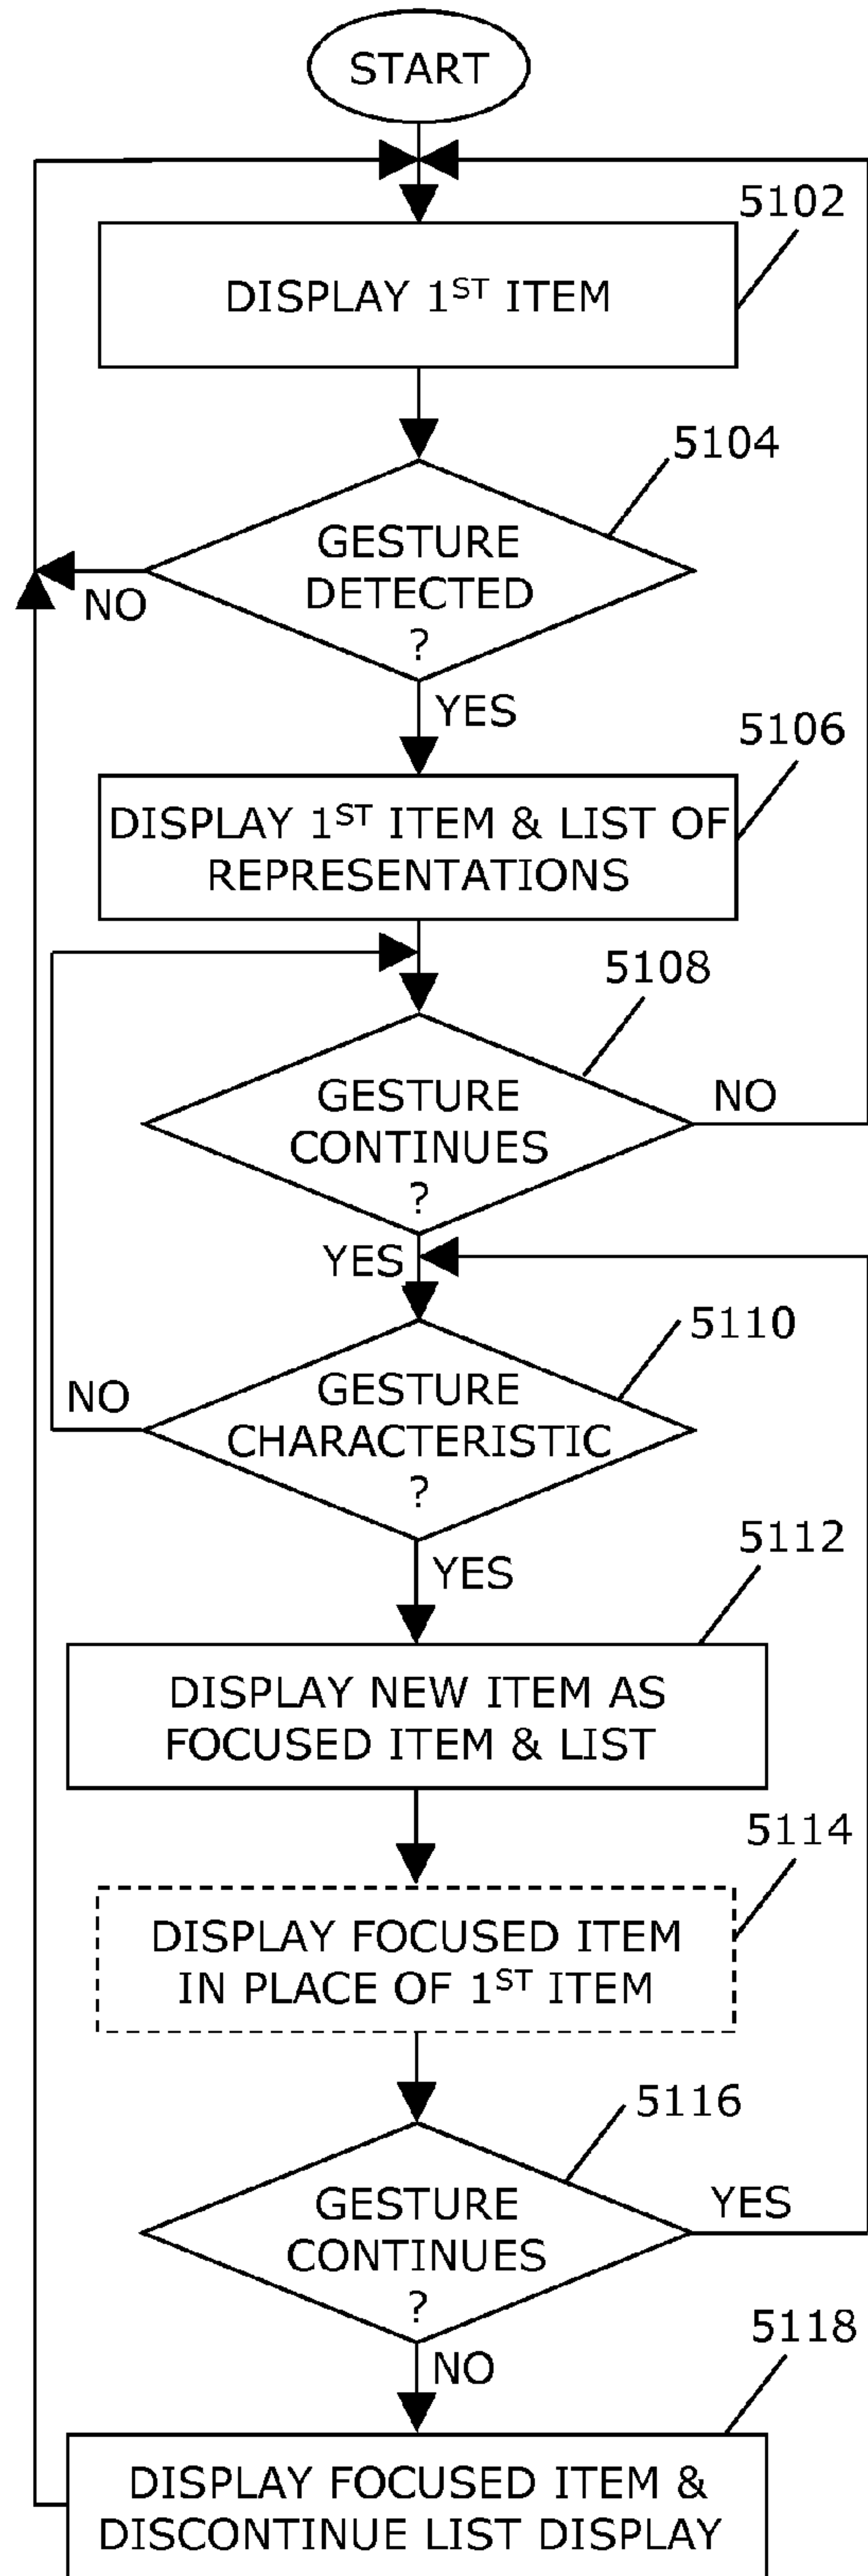 START
5102
DISPLAY 1ST ITEM
5104
GESTURE
DETECTED
?
NO
YES
5106
DISPLAY 1ST ITEM & LIST OF
REPRESENTATIONS
5108
GESTURE
CONTINUES
?
NO
YES
5110
GESTURE
CHARACTERISTIC
?
NO
YES
5112
DISPLAY NEW ITEM AS
FOCUSED ITEM & LIST
5114
DISPLAY FOCUSED ITEM
IN PLACE OF 1ST ITEM
5116
GESTURE
CONTINUES
?
YES
NO
5118
DISPLAY FOCUSED ITEM &
DISCONTINUE LIST DISPLAY